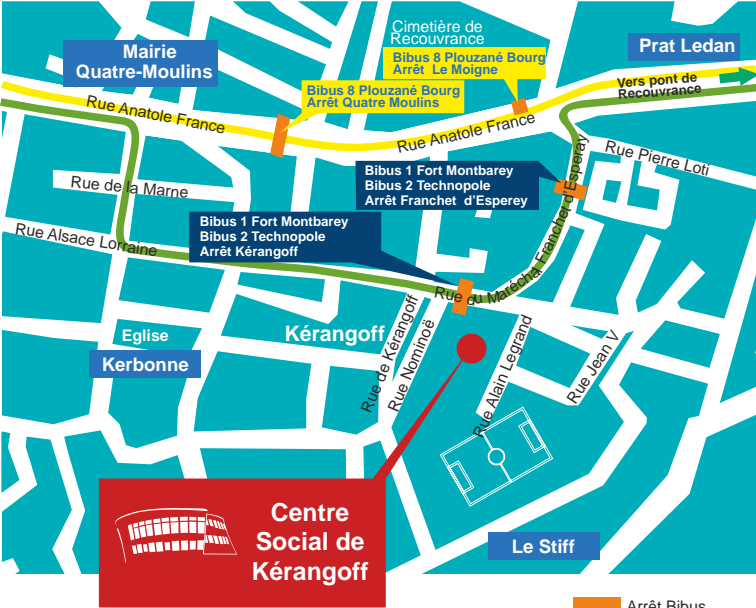 Cimetière de
Recouvrance
Mairie
Quatre-Moulins
Prat Ledan
Bibus 8 Plouzané Bourg
Arrêt  Le Moigne
Vers pont de
Recouvrance
Bibus 8 Plouzané Bourg
Arrêt Quatre Moulins
Rue Anatole France
Rue Anatole France
Rue Pierre Loti
Bibus 1 Fort Montbarey
Bibus 2 Technopole
Arrêt Franchet  d'Esperey
Rue de la Marne
Bibus 1 Fort Montbarey
Bibus 2 Technopole
Arrêt Kérangoff
Rue Alsace Lorraine
Rue du Maréchal Franchet d'Esperay
Eglise
Kerbonne
Kérangoff
Rue de Kérangoff
Rue Nominoë
Rue Alain Legrand
Rue Jean V
Centre
Social de
Kérangoff
Le Stiff
Arrêt Bibus